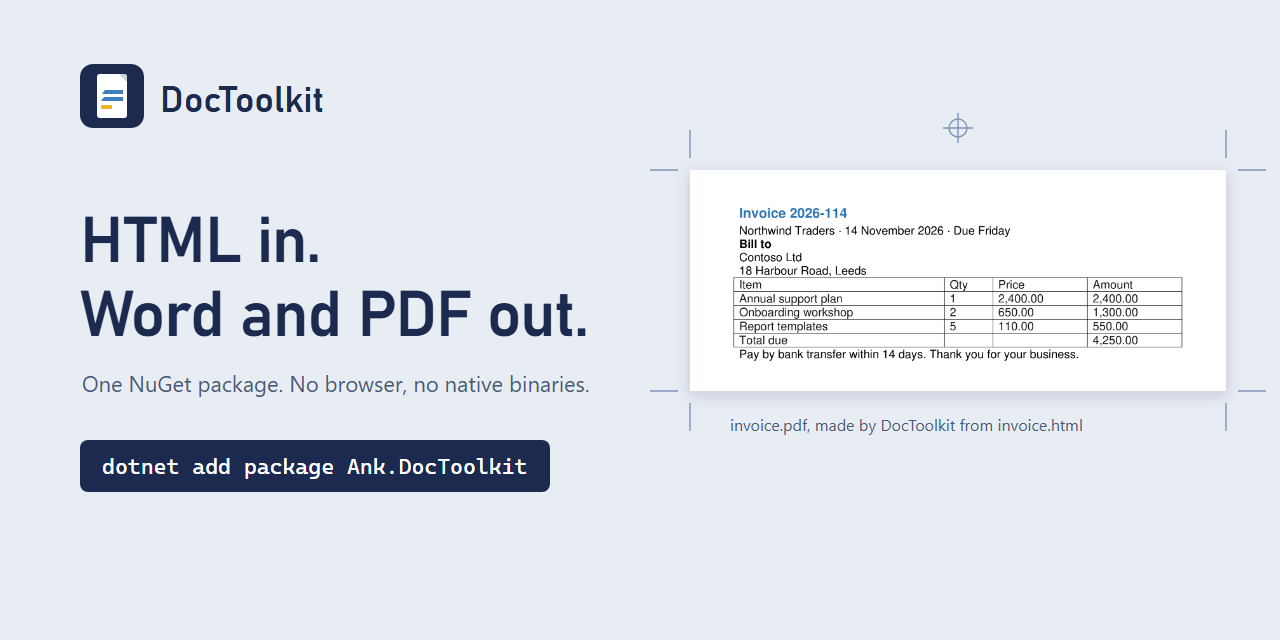 DocToolkit
HTML in.
Word and PDF out.
One NuGet package. No browser, no native binaries.
dotnet add package Ank.DocToolkit
Invoice 2026-114
Northwind Traders · 14 November 2026 · Due Friday
Bill to
Contoso Ltd
18 Harbour Road, Leeds
Item Qty Price Amount
Annual support plan 1 2,400.00 2,400.00
Onboarding workshop 2 650.00 1,300.00
Report templates 5 110.00 550.00
Total due 4,250.00
Pay by bank transfer within 14 days. Thank you for your business.
invoice.pdf, made by DocToolkit from invoice.html